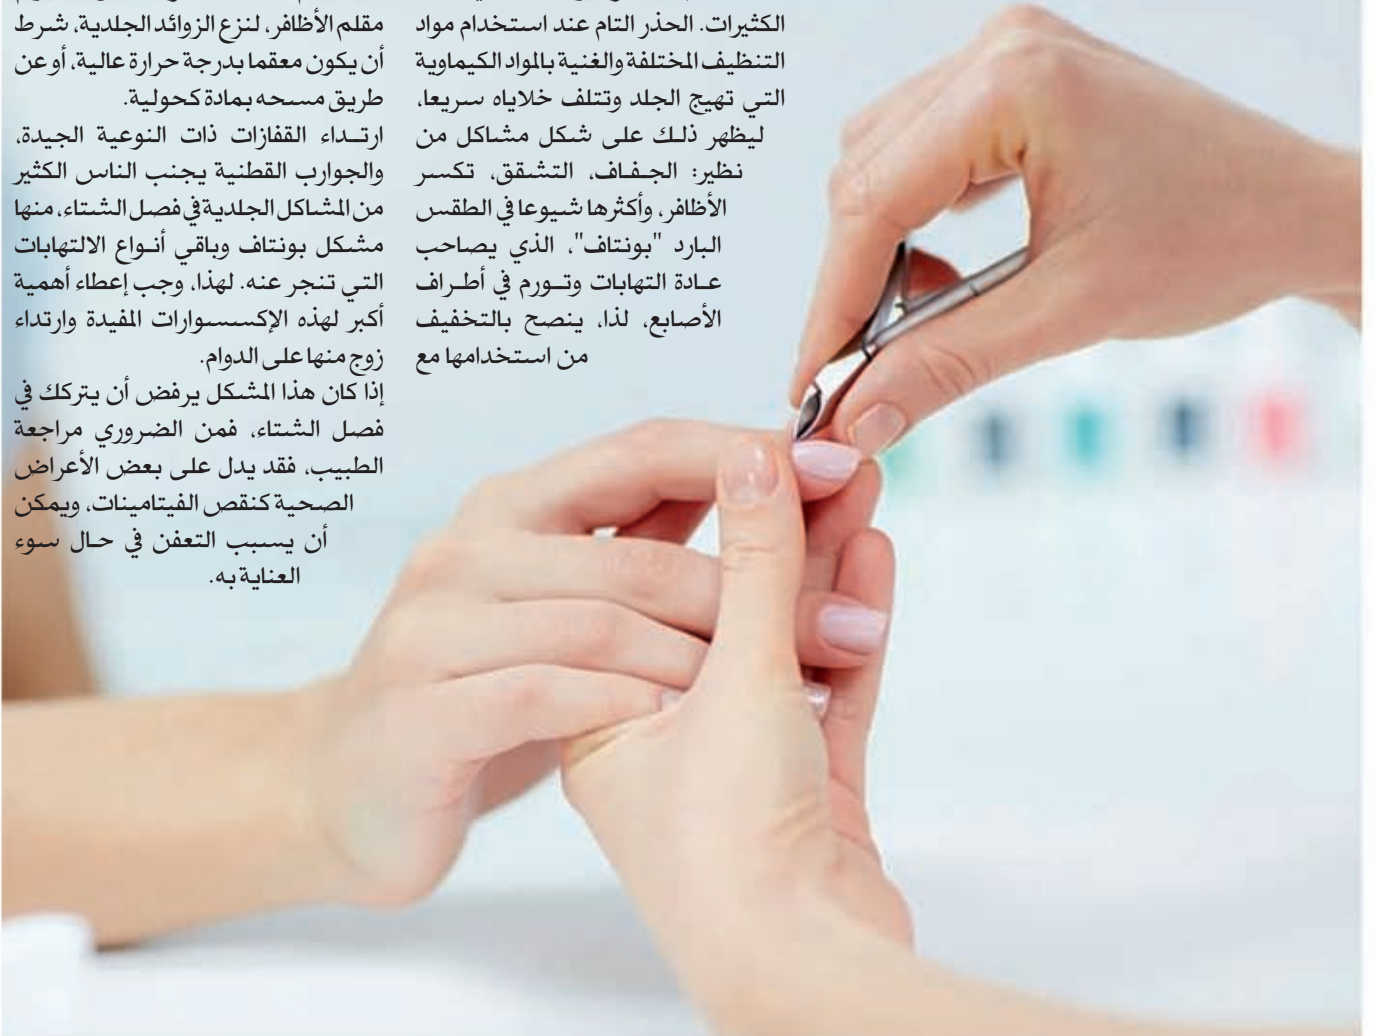 الكثيرات. الحذر التام عند استخدام مواد
التنظيف المختلفة والغنية بالمواد الكيماوية
التي تهيج الجلد وتتلف خلاياه سريعا،
ليظهر ذلك على شكل مشاكل من
نظير: الجفاف، التشقق، تكسر
الأظافر، وأكثرها شيوعا في الطقس
البارد "بونتاف"، الذي يصاحب
عادة التهابات وتورم في أطراف
الأصابع، لذا، ينصح بالتخفيف
من استخدامها مع
مقلم الأظافر، لنزع الزوائد الجلدية، شرط
أن يكون معقما بدرجة حرارة عالية، أو عن
طريق مسحه بمادة كحولية.
ارتداء القفازات ذات النوعية الجيدة،
والجوارب القطنية يجنب الناس الكثير
من المشاكل الجلدية في فصل الشتاء، منها
مشكل بونتاف وباقي أنواع الالتهابات
التي تنجر عنه. لهذا، وجب إعطاء أهمية
أكبر لهذه الإكسسوارات المفيدة وارتداء
زوج منها على الدوام.
إذا كان هذا المشكل يرفض أن يتركك في
فصل الشتاء، فمن الضروري مراجعة
الطبيب، فقد يدل على بعض الأعراض
الصحية كنقص الفيتامينات، ويمكن
أن يسبب التعفن في حال سوء
العناية به.